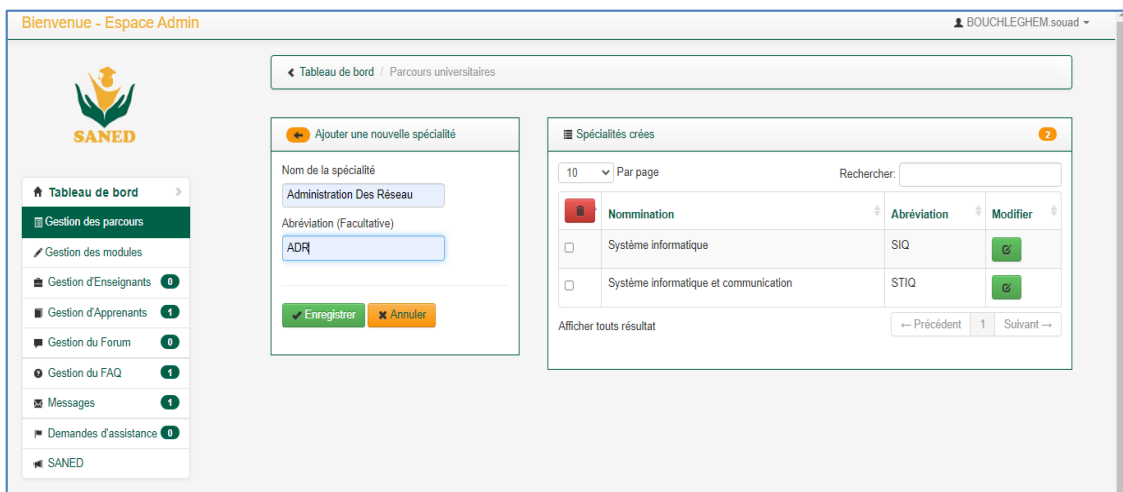 Bienvenue - Espace Admin
BOUCHLEGHEM.souad
SANED
Tableau de bord / Parcours universitaires
Tableau de bord
Gestion des parcours
Gestion des modules
Gestion d'Enseignants 0
Gestion d'Apprenants 1
Gestion du Forum 0
Gestion du FAQ 1
Messages 1
Demandes d'assistance 0
SANED
Ajouter une nouvelle spécialité
Nom de la spécialité
Administration Des Réseau
Abréviation (Facultative)
ADR
Enregistrer
Annuler
Spécialités crées 2
10 Par page
Rechercher:
Nommination Abréviation Modifier
Système informatique SIQ
Système informatique et communication STIQ
Afficher touts résultat
← Précédent 1 Suivant →